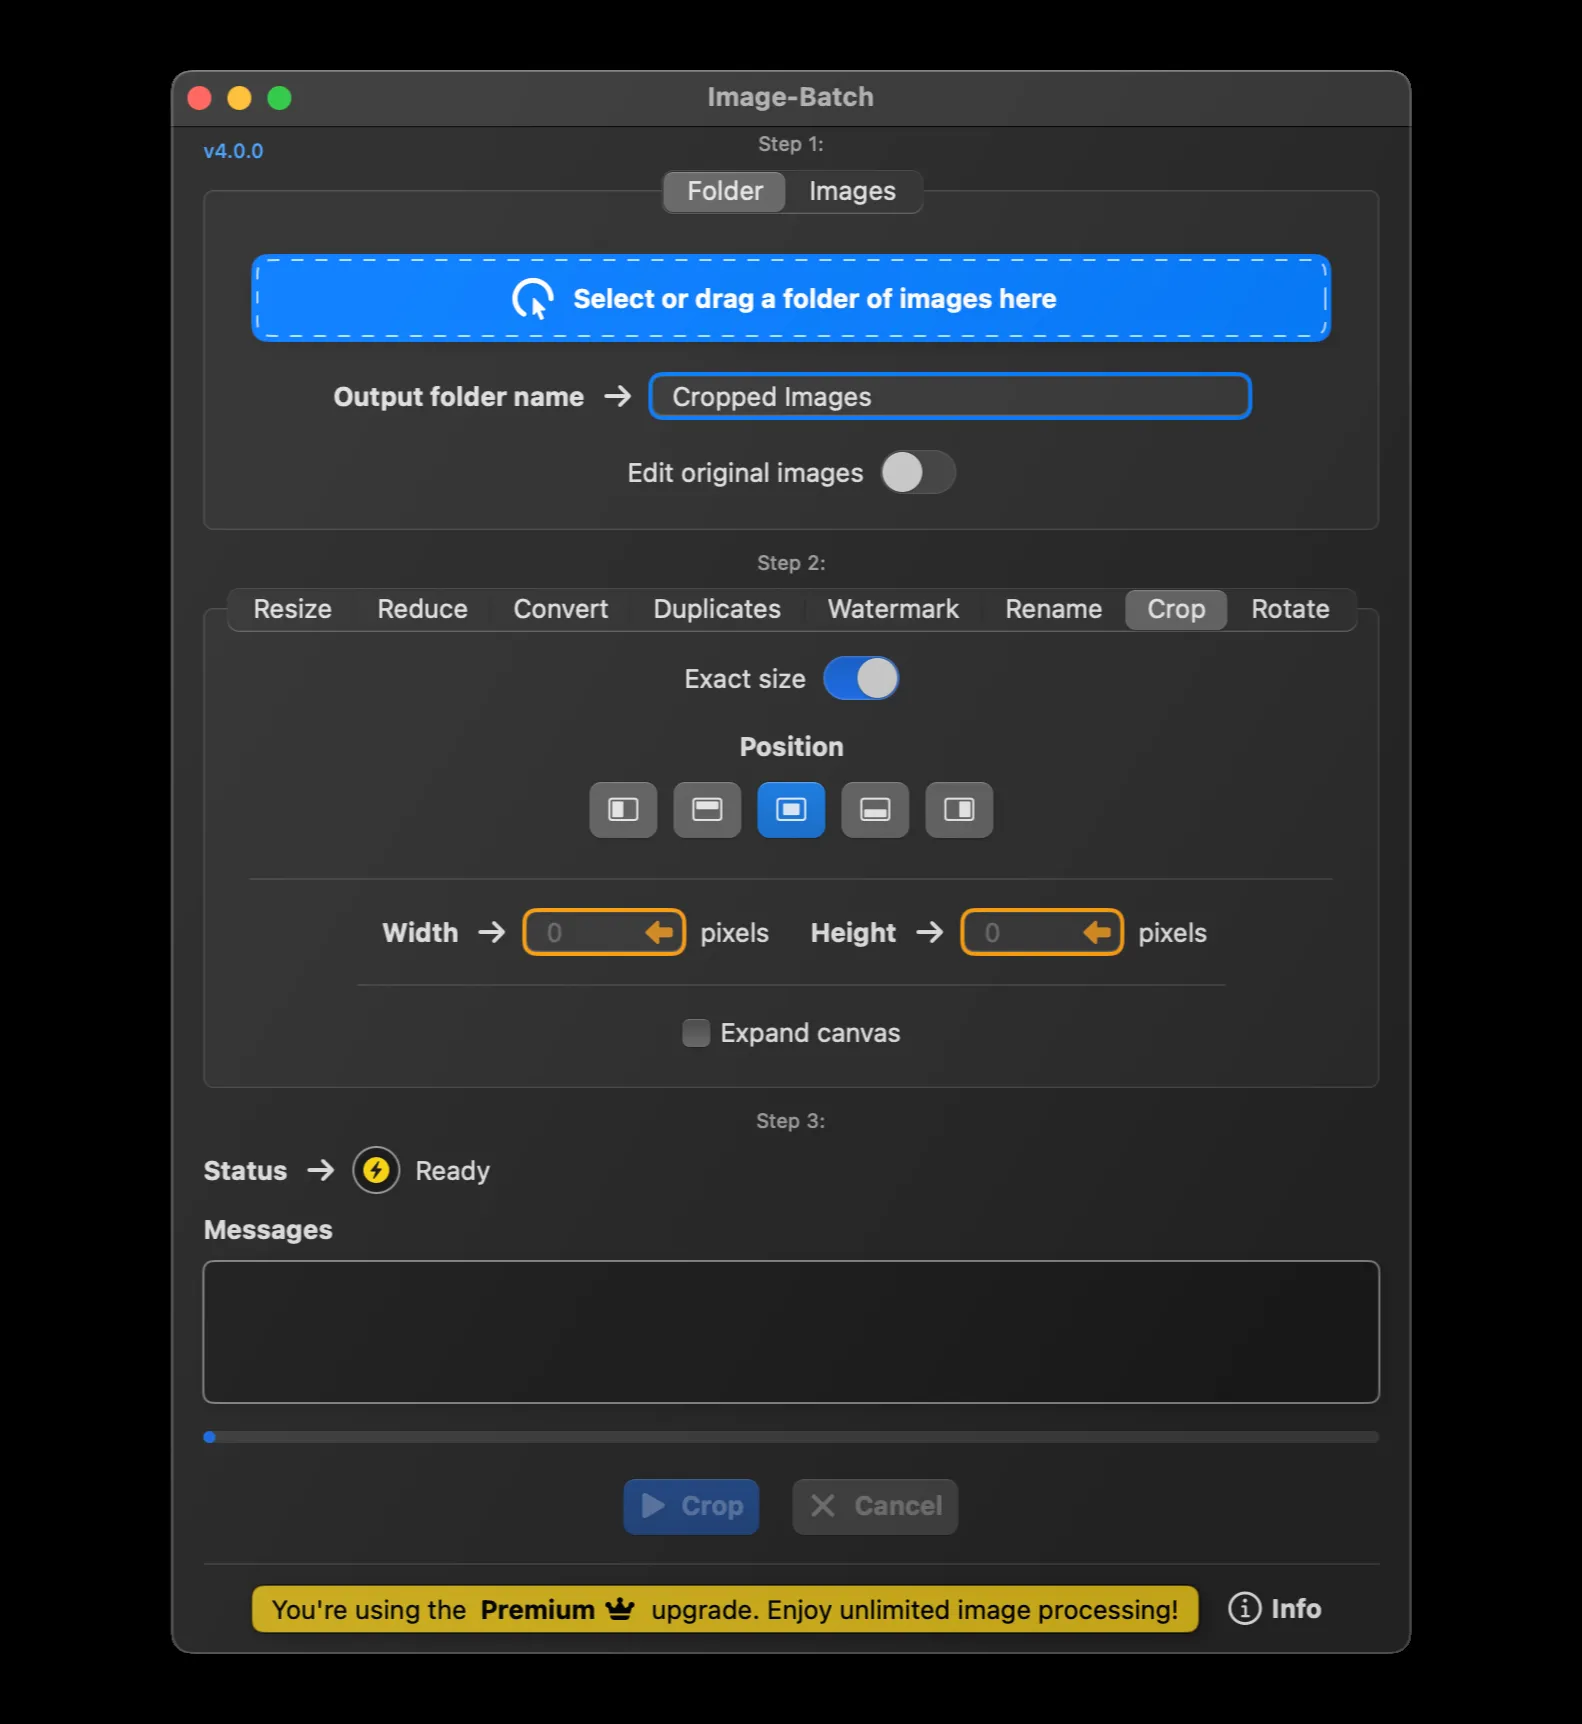 Image-Batch
v4.0.0
Step 1:
Folder Images
Select or drag a folder of images here
Output folder name → Cropped Images
Edit original images
Step 2:
Resize Reduce Convert Duplicates Watermark Rename Crop Rotate
Exact size
Position
Width → 0 pixels Height → 0 pixels
Expand canvas
Step 3:
Status → Ready
Messages
Crop Cancel
You're using the Premium upgrade. Enjoy unlimited image processing! Info